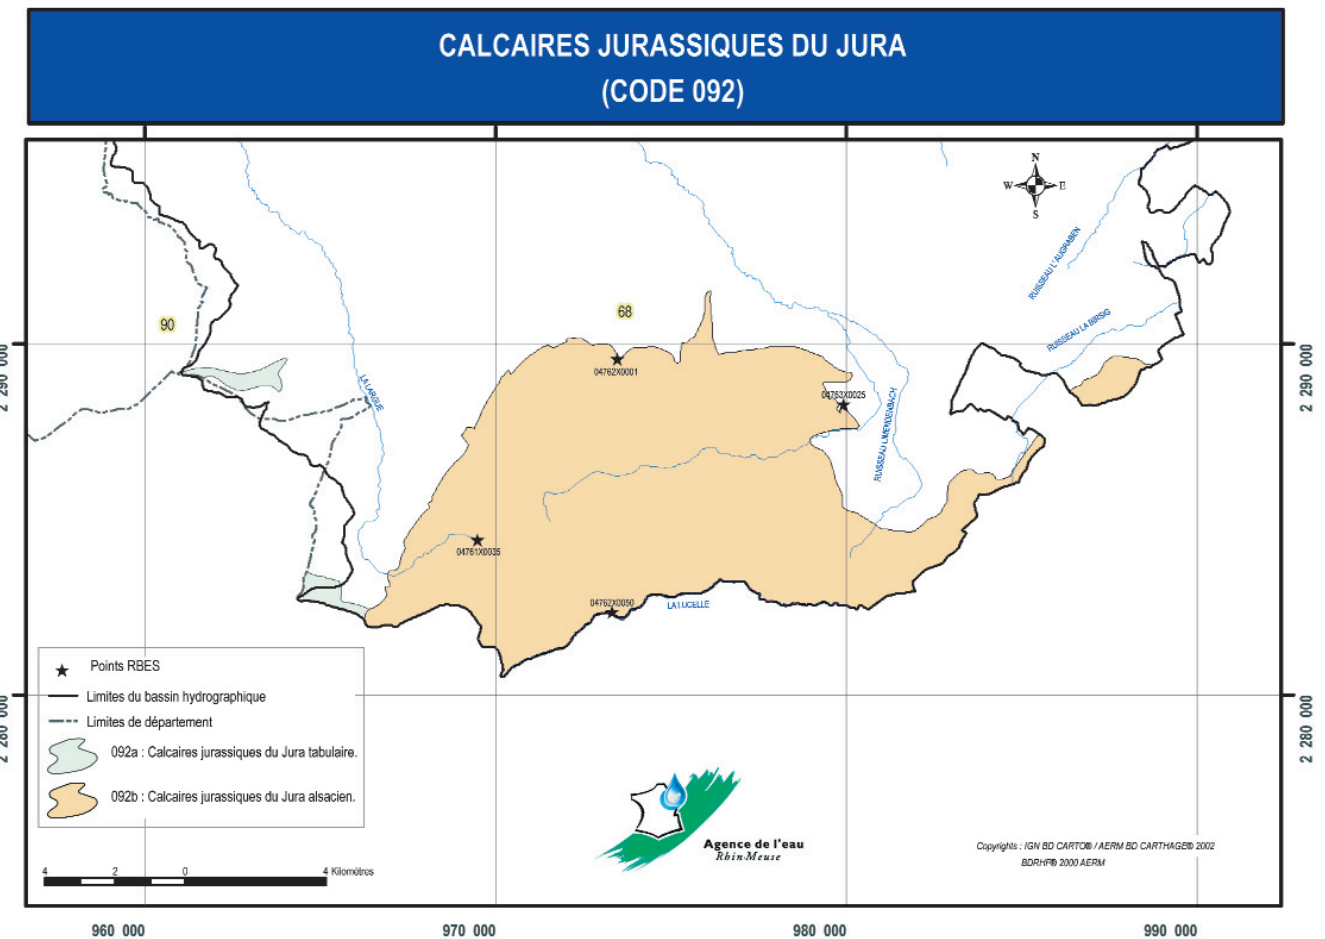 CALCAIRES JURASSIQUES DU JURA
(CODE 092)
N
W E
S
RUISSEAU L'AUGRABEN
RUISSEAU LA BIRSIG
90
68
2 290 000
2 290 000
LA LARGUE
04762X0001
04763X0025
RUISSEAU LIMENDENBACH
04761X0035
04762X0050
LA LUCELLE
Points RBES
Limites du bassin hydrographique
Limites de département
092a : Calcaires jurassiques du Jura tabulaire.
092b : Calcaires jurassiques du Jura alsacien.
2 280 000
2 280 000
Agence de l'eau
Rhin-Meuse
Copyrights : IGN BD CARTO® / AERM BD CARTHAGE® 2002
BDRHF® 2000 AERM
4 2 0 4 Kilomètres
960 000 970 000 980 000 990 000